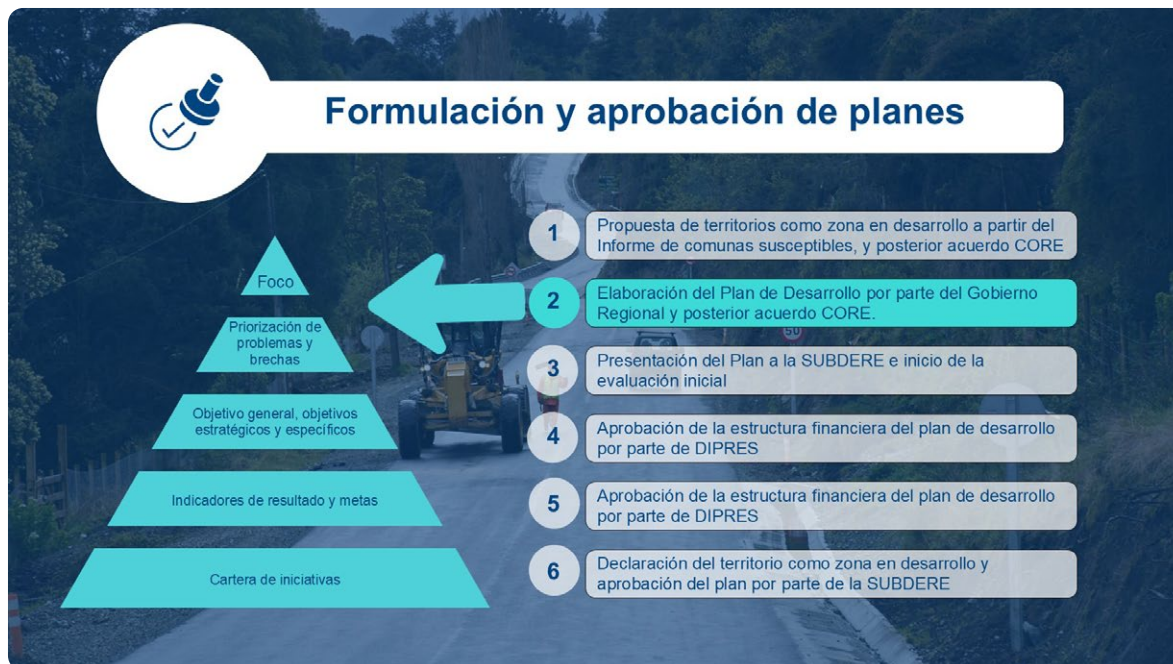 Formulación y aprobación de planes
Foco
Priorización de
problemas y
brechas
Objetivo general, objetivos
estratégicos y específicos
Indicadores de resultado y metas
Cartera de iniciativas
1
Propuesta de territorios como zona en desarrollo a partir del
Informe de comunas susceptibles, y posterior acuerdo CORE
2
Elaboración del Plan de Desarrollo por parte del Gobierno
Regional y posterior acuerdo CORE.
50
3
Presentación del Plan a la SUBDERE e inicio de la
evaluación inicial
4
Aprobación de la estructura financiera del plan de desarrollo
por parte de DIPRES
5
Aprobación de la estructura financiera del plan de desarrollo
por parte de DIPRES
6
Declaración del territorio como zona en desarrollo y
aprobación del plan por parte de la SUBDERE